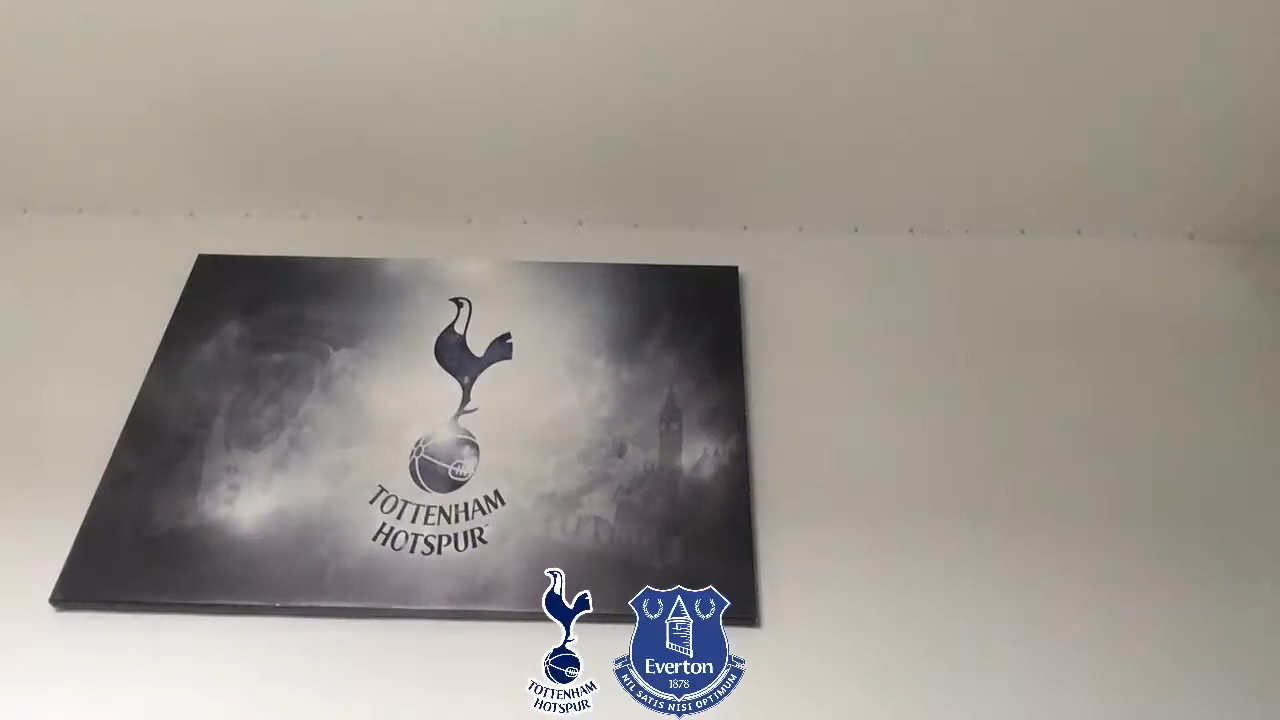 TOTTENHAM
HOTSPUR
TOTTENHAM
HOTSPUR
Everton
1878
NIL SATIS NISI OPTIMUM